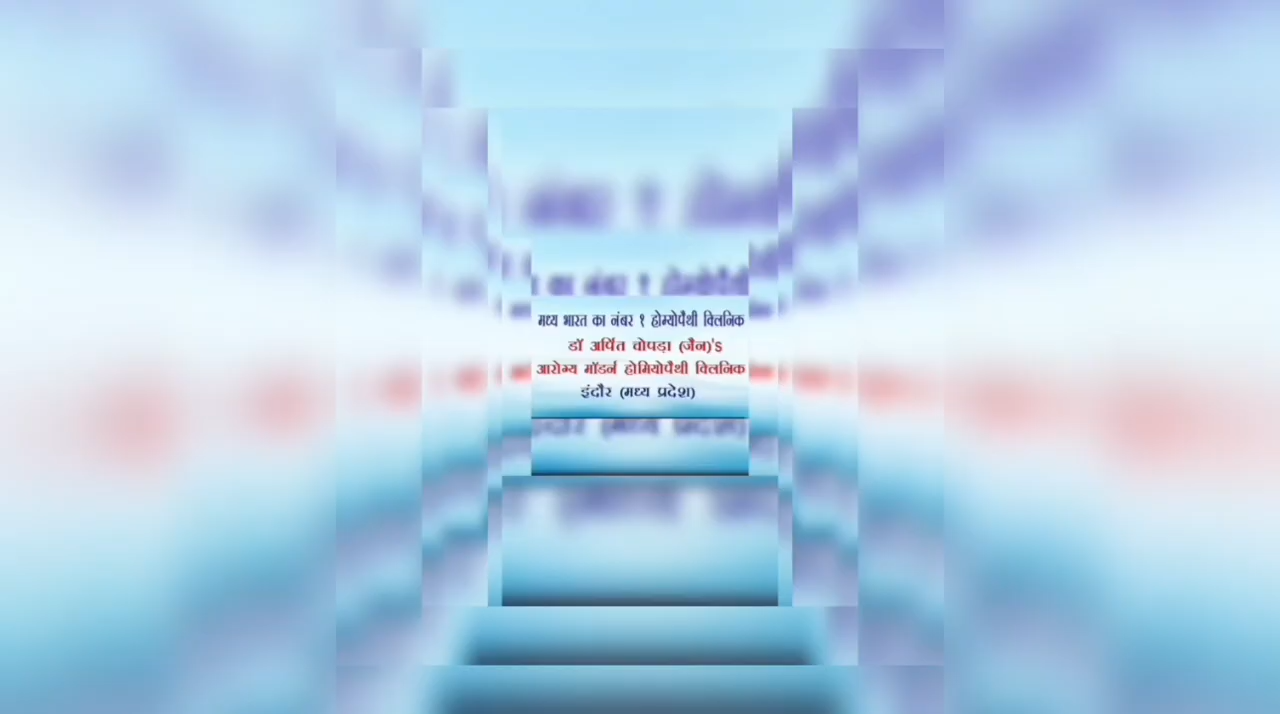 मध्य भारत का नंबर १ होम्योपैथी क्लिनिक
डॉ अर्पित चोपड़ा (जैन)'s
आरोग्य मॉडर्न होमियोपैथी क्लिनिक
इंदौर (मध्य प्रदेश)